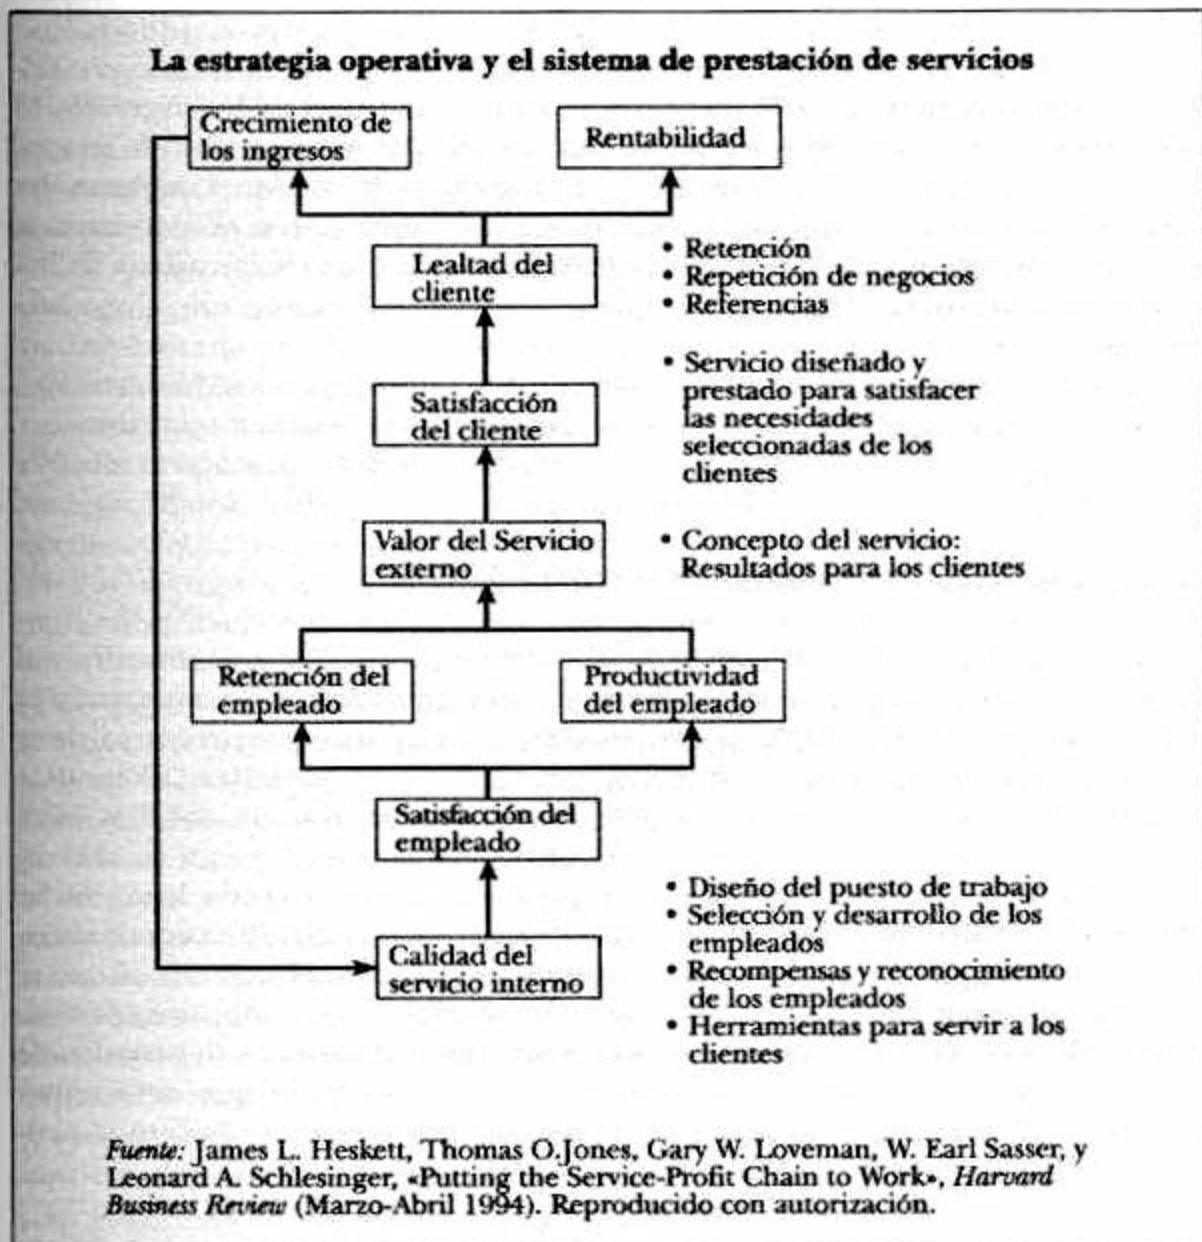 La estrategia operativa y el sistema de prestación de servicios
Crecimiento de
los ingresos
Rentabilidad
Lealtad del
cliente
• Retención
• Repetición de negocios
• Referencias
Satisfacción
del cliente
• Servicio diseñado y
prestado para satisfacer
las necesidades
seleccionadas de los
clientes
Valor del Servicio
externo
• Concepto del servicio:
Resultados para los clientes
Retención del
empleado
Productividad
del empleado
Satisfacción del
empleado
Calidad del
servicio interno
• Diseño del puesto de trabajo
• Selección y desarrollo de los
empleados
• Recompensas y reconocimiento
de los empleados
• Herramientas para servir a los
clientes
Fuente: James L. Heskett, Thomas O.Jones, Gary W. Loveman, W. Earl Sasser, y
Leonard A. Schlesinger, «Putting the Service-Profit Chain to Work», Harvard
Business Review (Marzo-Abril 1994). Reproducido con autorización.